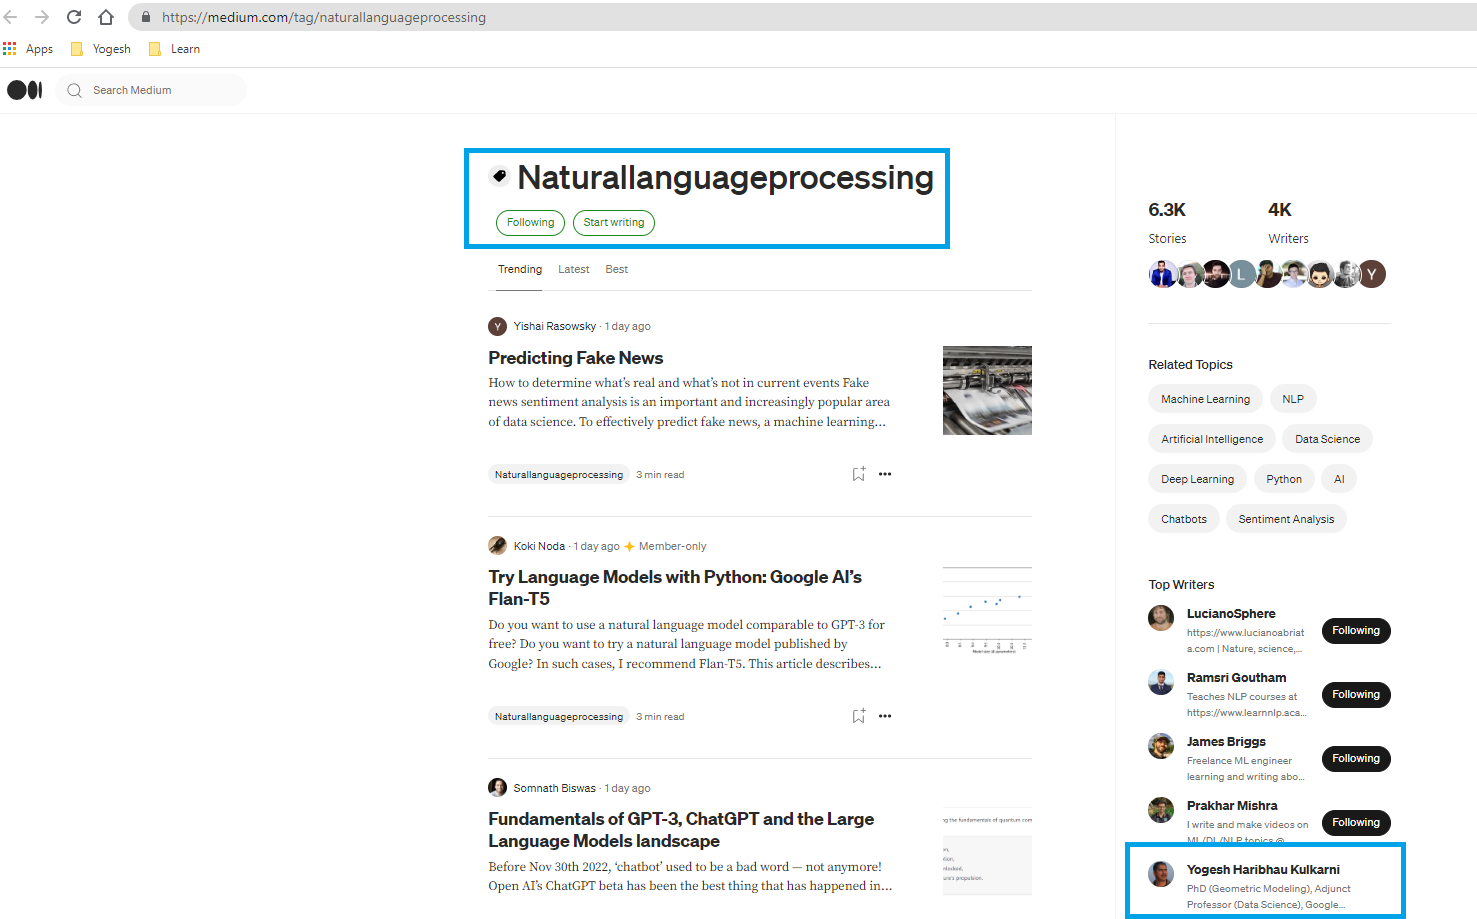 https://medium.com/tag/naturallanguageprocessing
Apps Yogesh Learn
Search Medium
Naturallanguageprocessing
Following Start writing
Trending Latest Best
Y Yishai Rasowsky · 1 day ago
Predicting Fake News
How to determine what's real and what's not in current events Fake
news sentiment analysis is an important and increasingly popular area
of data science. To effectively predict fake news, a machine learning...
Naturallanguageprocessing 3 min read
Koki Noda · 1 day ago Member-only
Try Language Models with Python: Google AI's
Flan-T5
Do you want to use a natural language model comparable to GPT-3 for
free? Do you want to try a natural language model published by
Google? In such cases, I recommend Flan-T5. This article describes...
Naturallanguageprocessing 3 min read
Somnath Biswas · 1 day ago
Fundamentals of GPT-3, ChatGPT and the Large
Language Models landscape
Before Nov 30th 2022, 'chatbot' used to be a bad word — not anymore!
Open AI's ChatGPT beta has been the best thing that has happened in...
ng the fundamentals of quantum com
6.3K 4K
Stories Writers
L Y
Related Topics
Machine Learning NLP
Artificial Intelligence Data Science
Deep Learning Python AI
Chatbots Sentiment Analysis
Top Writers
LucianoSphere
https://www.lucianoabriat
a.com | Nature, science,...
Following
Ramsri Goutham
Teaches NLP courses at
https://www.learnnlp.aca...
Following
James Briggs
Freelance ML engineer
learning and writing abo...
Following
Prakhar Mishra
I write and make videos on
ML/DL/NLP topics @
Following
Yogesh Haribhau Kulkarni
PhD (Geometric Modeling), Adjunct
Professor (Data Science), Google...